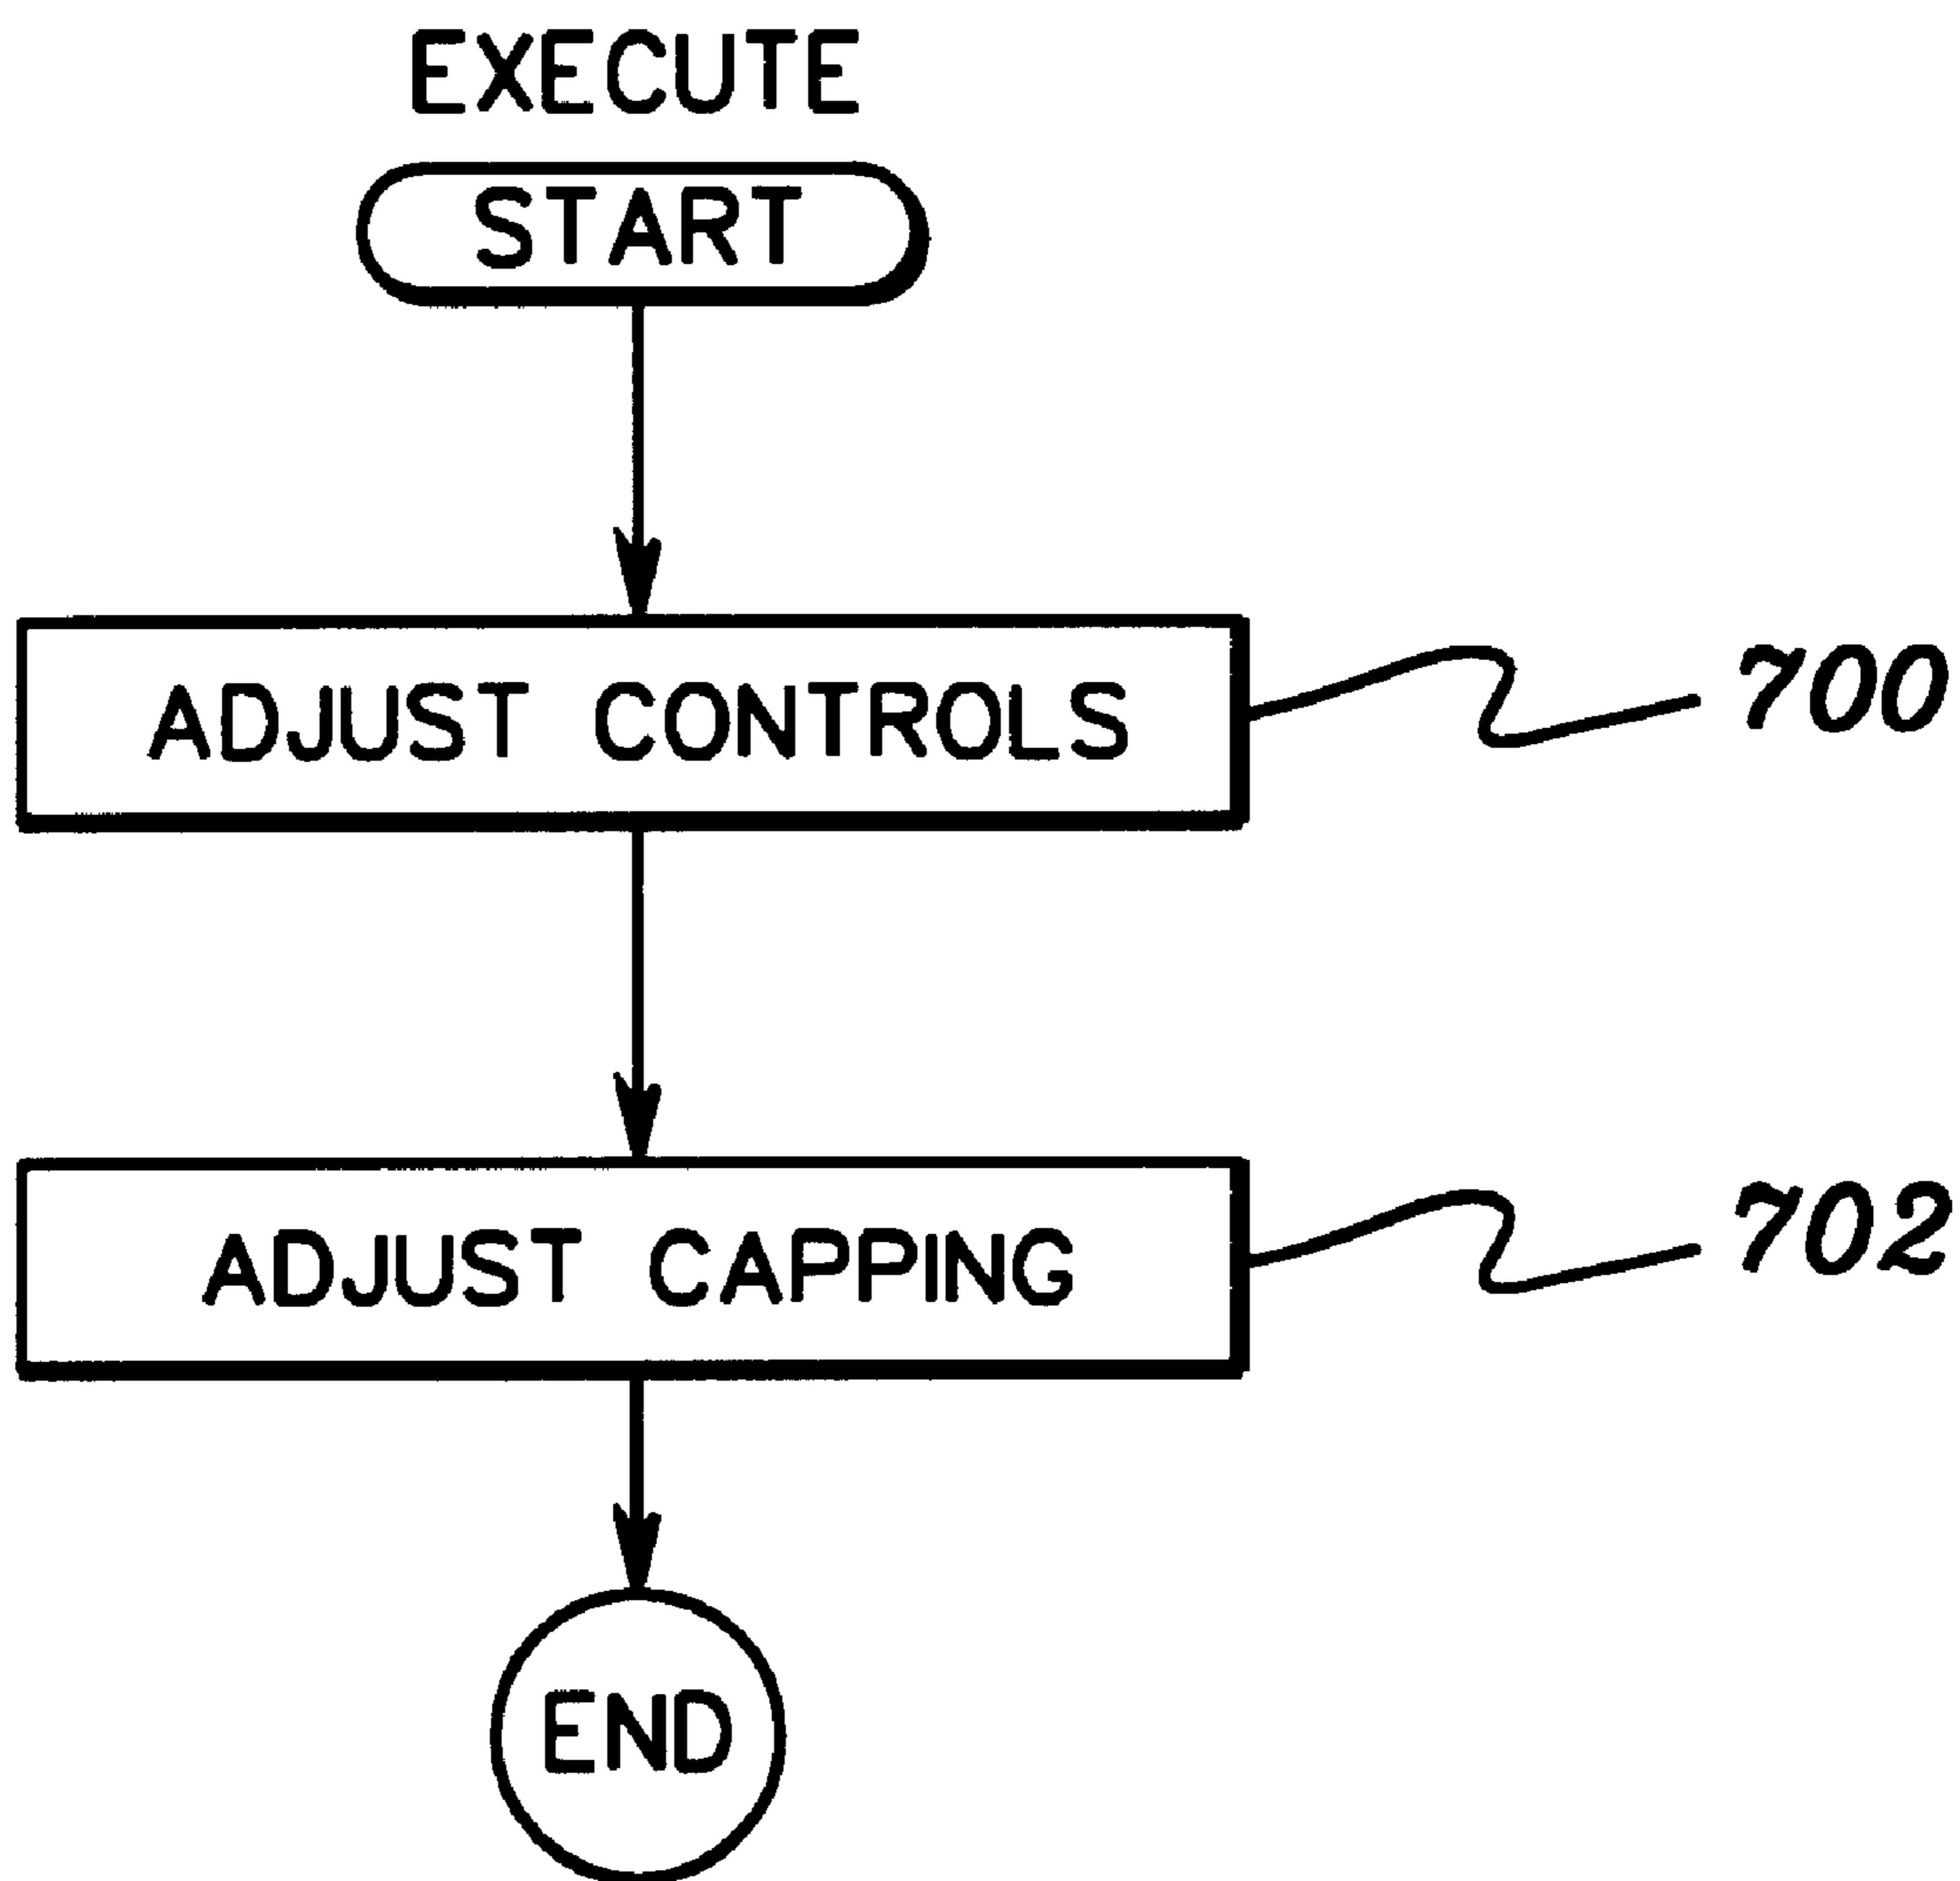 EXECUTE
START
ADJUST CONTROLS
700
ADJUST CAPPING
702
END